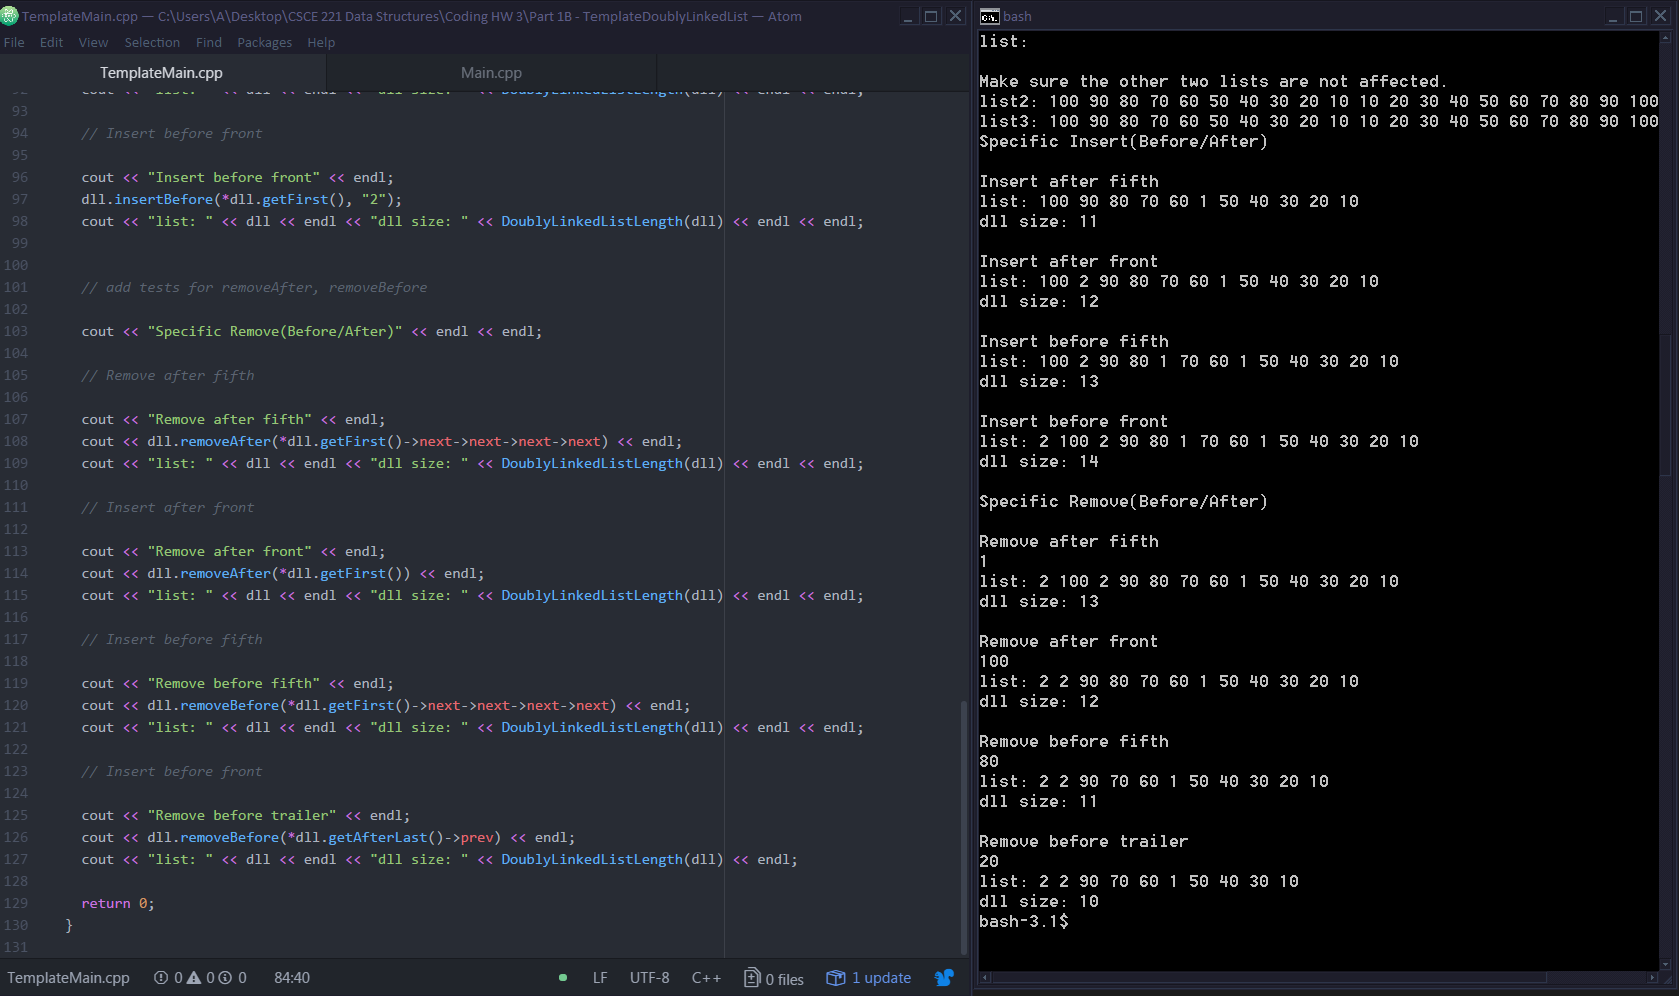 TemplateMain.cpp — C:\Users\A\Desktop\CSCE 221 Data Structures\Coding HW 3\Part 1B - TemplateDoublyLinkedList — Atom
File Edit View Selection Find Packages Help
TemplateMain.cpp Main.cpp
92 cout << "list: " << dll << endl << "dll size: " << DoublyLinkedListLength(dll) << endl << endl;
93
94 // Insert before front
95
96 cout << "Insert before front" << endl;
97 dll.insertBefore(*dll.getFirst(), "2");
98 cout << "list: " << dll << endl << "dll size: " << DoublyLinkedListLength(dll) << endl << endl;
99
100
101 // add tests for removeAfter, removeBefore
102
103 cout << "Specific Remove(Before/After)" << endl << endl;
104
105 // Remove after fifth
106
107 cout << "Remove after fifth" << endl;
108 cout << dll.removeAfter(*dll.getFirst()->next->next->next->next) << endl;
109 cout << "list: " << dll << endl << "dll size: " << DoublyLinkedListLength(dll) << endl << endl;
110
111 // Insert after front
112
113 cout << "Remove after front" << endl;
114 cout << dll.removeAfter(*dll.getFirst()) << endl;
115 cout << "list: " << dll << endl << "dll size: " << DoublyLinkedListLength(dll) << endl << endl;
116
117 // Insert before fifth
118
119 cout << "Remove before fifth" << endl;
120 cout << dll.removeBefore(*dll.getFirst()->next->next->next->next) << endl;
121 cout << "list: " << dll << endl << "dll size: " << DoublyLinkedListLength(dll) << endl << endl;
122
123 // Insert before front
124
125 cout << "Remove before trailer" << endl;
126 cout << dll.removeBefore(*dll.getAfterLast()->prev) << endl;
127 cout << "list: " << dll << endl << "dll size: " << DoublyLinkedListLength(dll) << endl;
128
129 return 0;
130 }
131
TemplateMain.cpp 0 0 0 84:40 LF UTF-8 C++ 0 files 1 update
bash
list:
Make sure the other two lists are not affected.
list2: 100 90 80 70 60 50 40 30 20 10 10 20 30 40 50 60 70 80 90 100
list3: 100 90 80 70 60 50 40 30 20 10 10 20 30 40 50 60 70 80 90 100
Specific Insert(Before/After)
Insert after fifth
list: 100 90 80 70 60 1 50 40 30 20 10
dll size: 11
Insert after front
list: 100 2 90 80 70 60 1 50 40 30 20 10
dll size: 12
Insert before fifth
list: 100 2 90 80 1 70 60 1 50 40 30 20 10
dll size: 13
Insert before front
list: 2 100 2 90 80 1 70 60 1 50 40 30 20 10
dll size: 14
Specific Remove(Before/After)
Remove after fifth
1
list: 2 100 2 90 80 70 60 1 50 40 30 20 10
dll size: 13
Remove after front
100
list: 2 2 90 80 70 60 1 50 40 30 20 10
dll size: 12
Remove before fifth
80
list: 2 2 90 70 60 1 50 40 30 20 10
dll size: 11
Remove before trailer
20
list: 2 2 90 70 60 1 50 40 30 10
dll size: 10
bash-3.1$